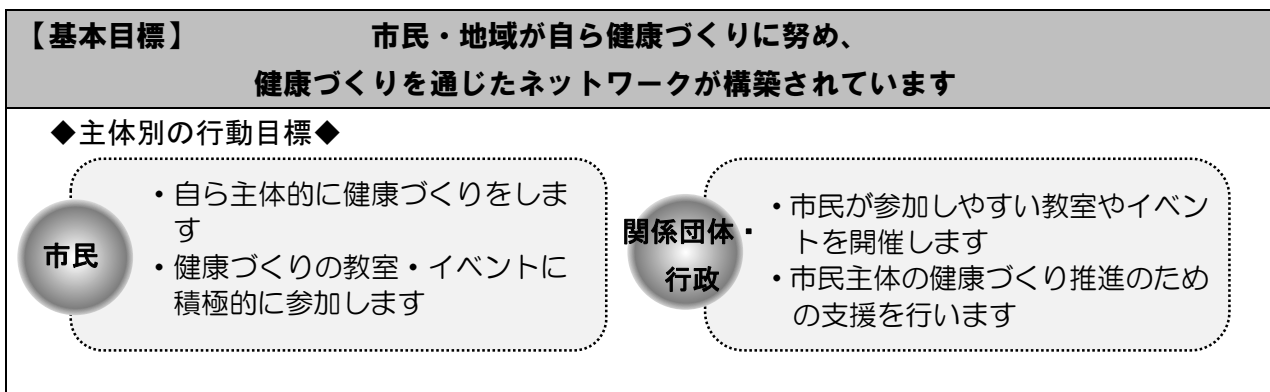 【基本目標】 市民・地域が自ら健康づくりに努め、
健康づくりを通じたネットワークが構築されています
◆主体別の行動目標◆
市民
・自ら主体的に健康づくりをしま
す
・健康づくりの教室・イベントに
積極的に参加します
関係団体・
行政
・市民が参加しやすい教室やイベン
トを開催します
・市民主体の健康づくり推進のため
の支援を行います